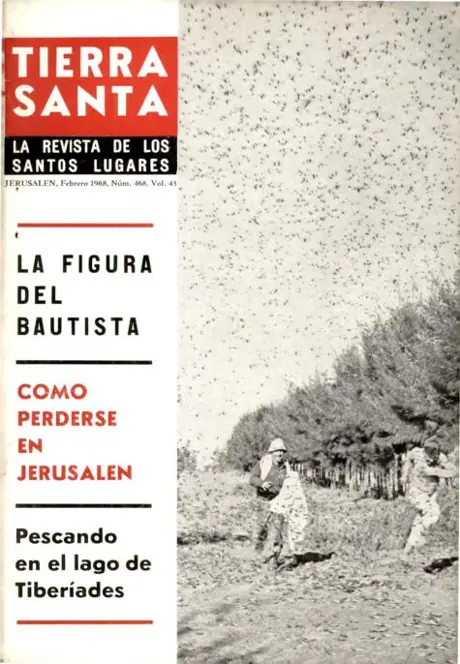 TIERRA
SANTA
LA REVISTA DE LOS
SANTOS LUGARES
JERUSALEN, Febrero 1968, Núm. 468. Vol. 43
LA FIGURA
DEL
BAUTISTA
COMO
PERDERSE
EN
JERUSALEN
Pescando
en el lago de
Tiberíades